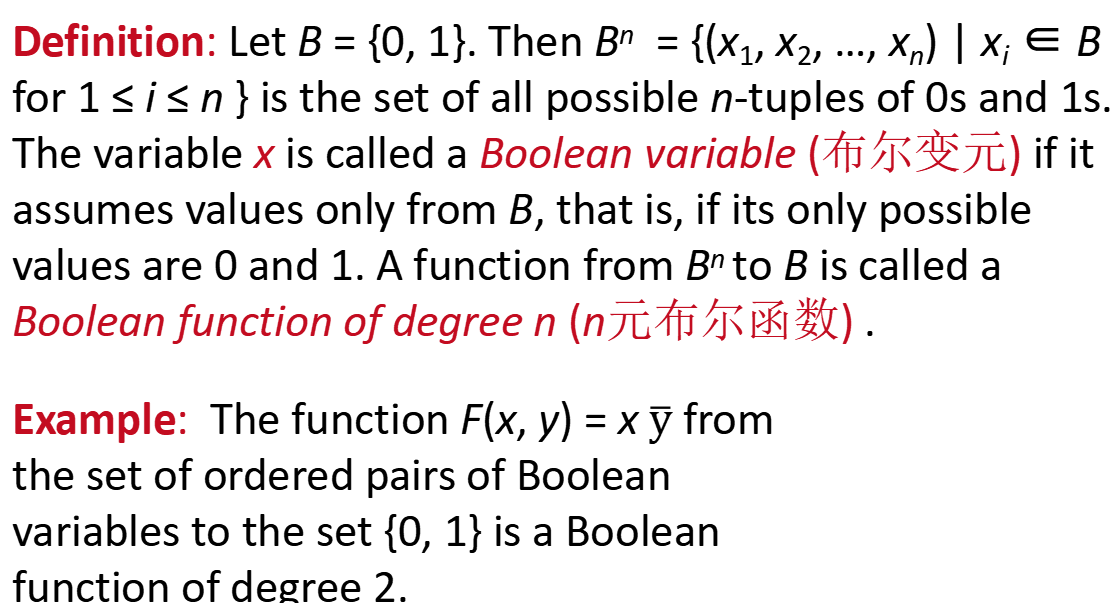 Definition: Let B = {0, 1}. Then Bⁿ = {(x₁, x₂, …, xₙ) | xᵢ ∈ B
for 1 ≤ i ≤ n } is the set of all possible n-tuples of 0s and 1s.
The variable x is called a Boolean variable (布尔变元) if it
assumes values only from B, that is, if its only possible
values are 0 and 1. A function from Bⁿ to B is called a
Boolean function of degree n (n元布尔函数) .
Example: The function F(x, y) = x y̅ from
the set of ordered pairs of Boolean
variables to the set {0, 1} is a Boolean
function of degree 2.